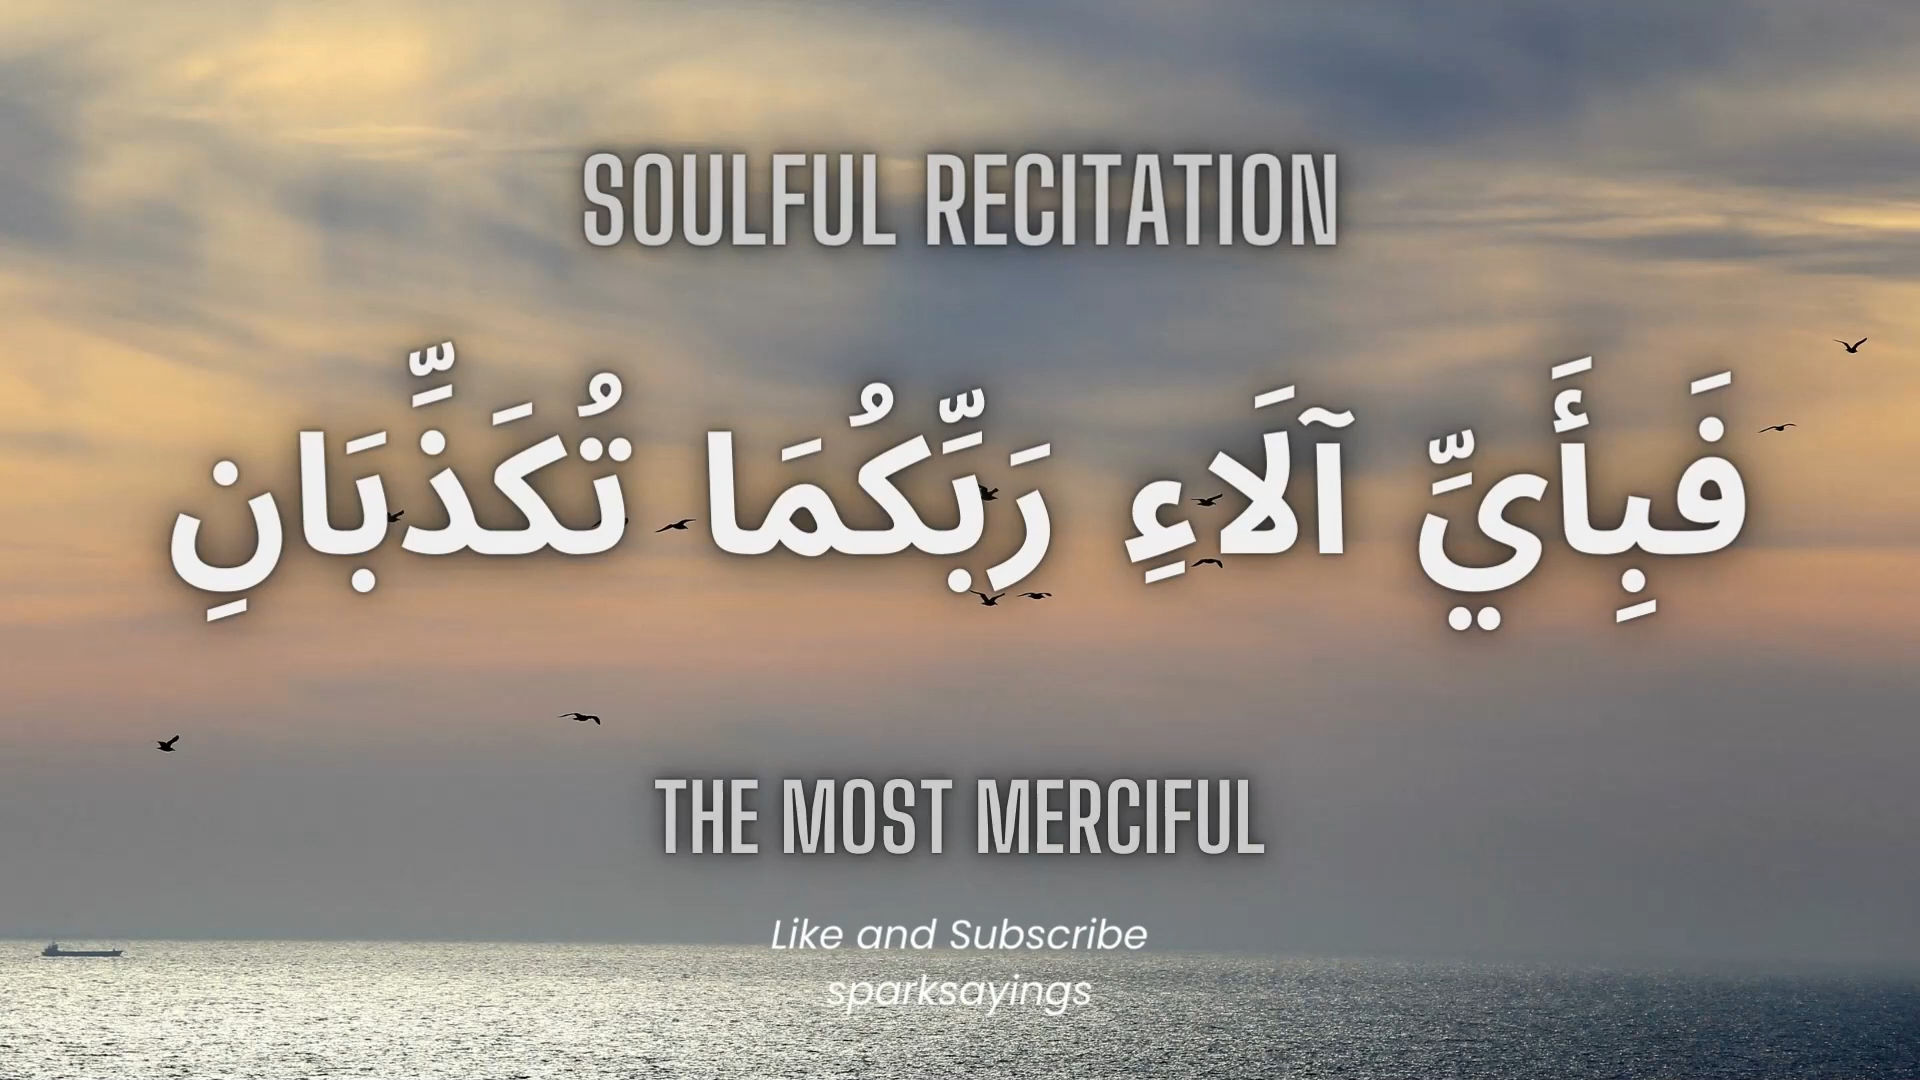 SOULFUL RECITATION
فَبِأَيِّ آلَاءِ رَبِّكُمَا تُكَذِّبَانِ
THE MOST MERCIFUL
Like and Subscribe
sparksayings